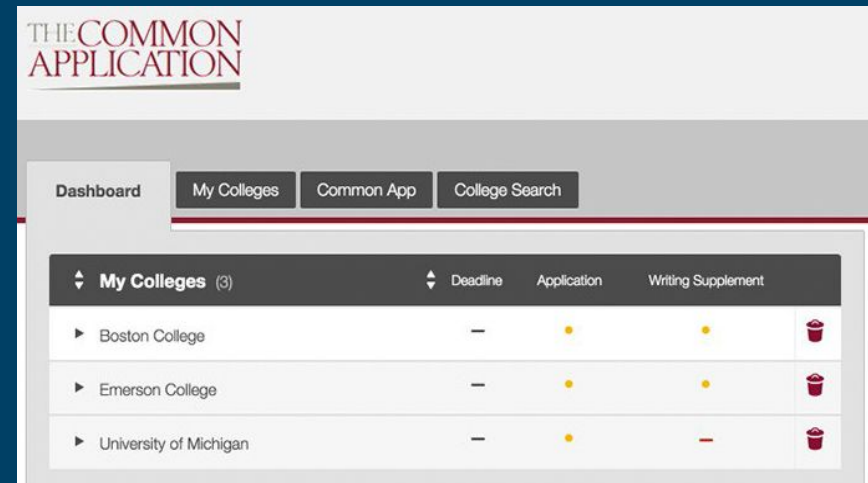 THE COMMON
APPLICATION
Dashboard My Colleges Common App College Search
My Colleges (3) Deadline Application Writing Supplement
Boston College
Emerson College
University of Michigan